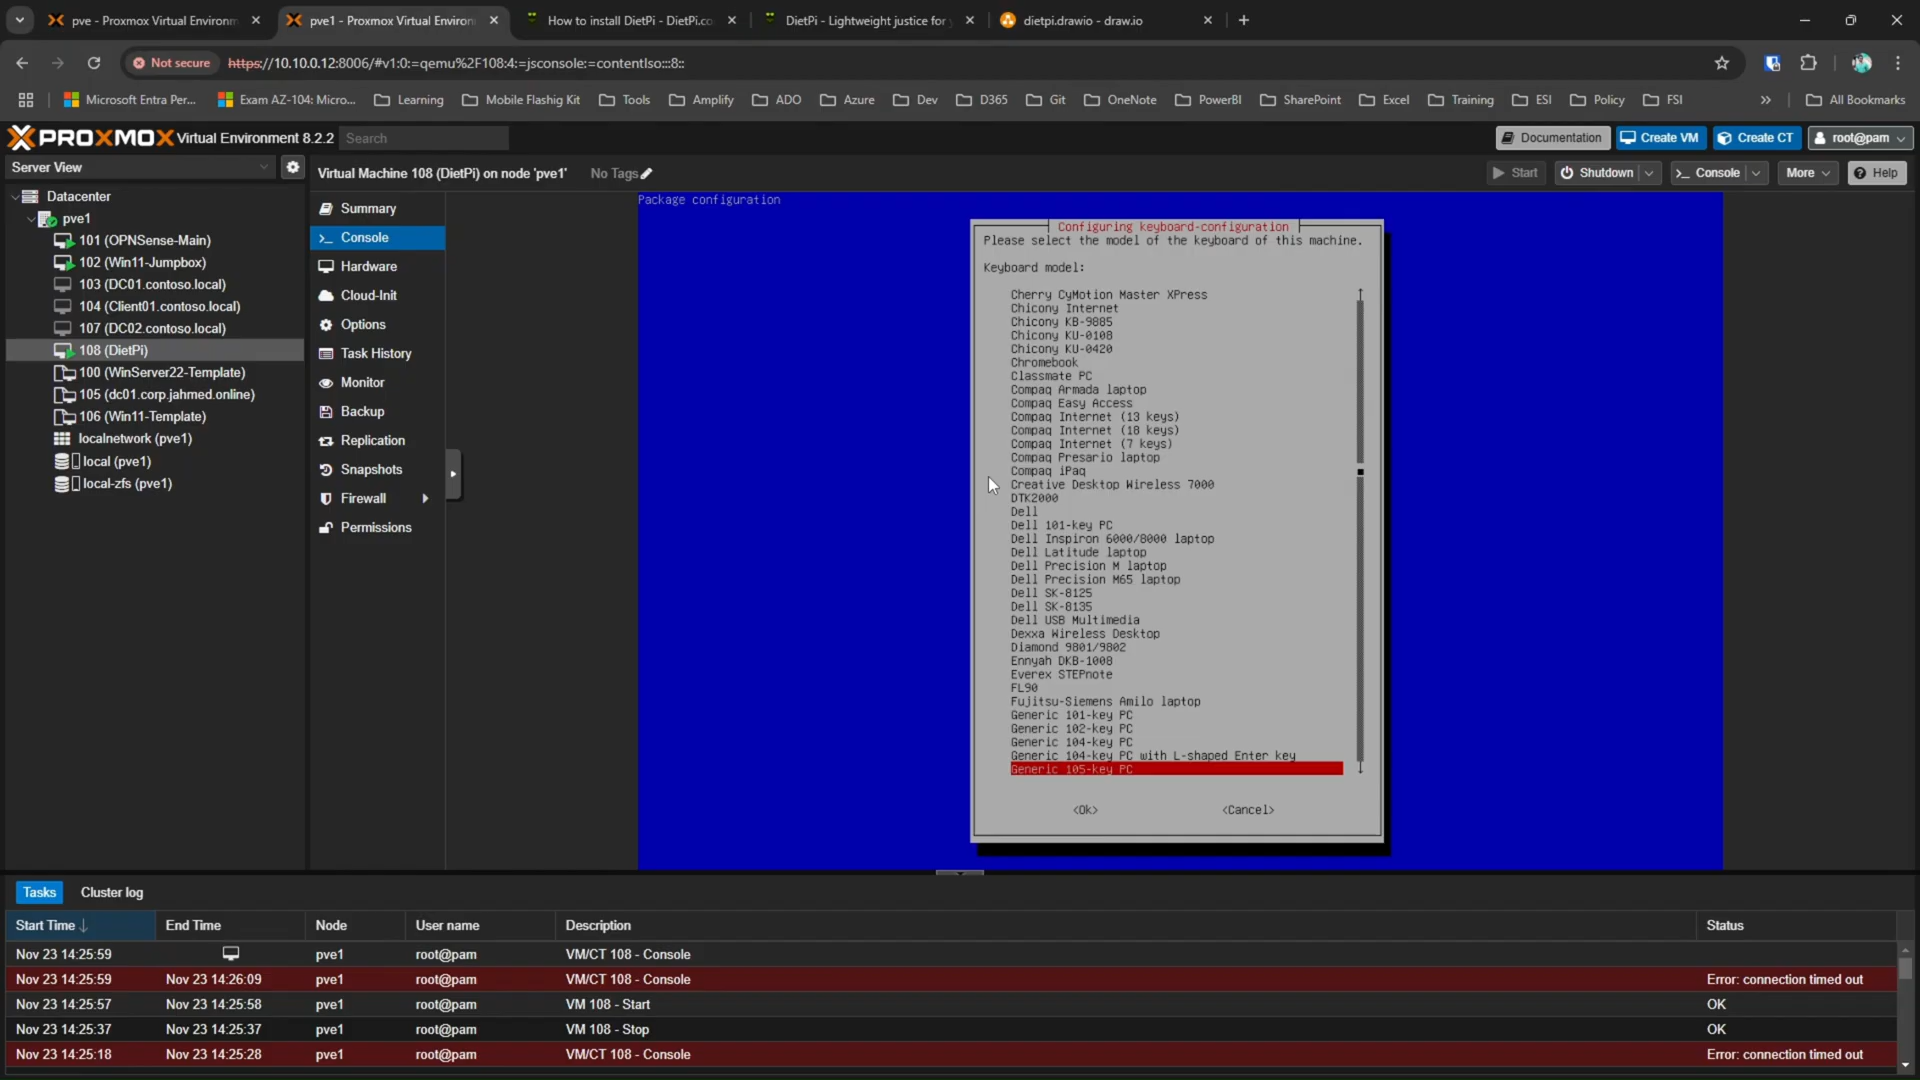 pve - Proxmox Virtual Environm
pve1 - Proxmox Virtual Environ
How to install DietPi - DietPi.co
DietPi - Lightweight justice for
dietpi.drawio - draw.io
Not secure
https://10.10.0.12:8006/#v1:0:=qemu%2F108:4:=jsconsole:=contentIso:::8::
Microsoft Entra Per...
Exam AZ-104: Micro...
Learning
Mobile Flashig Kit
Tools
Amplify
ADO
Azure
Dev
D365
Git
OneNote
PowerBI
SharePoint
Excel
Training
ESI
Policy
FSI
All Bookmarks
PROXMOX Virtual Environment 8.2.2
Search
Documentation
Create VM
Create CT
root@pam
Server View
Virtual Machine 108 (DietPi) on node 'pve1'
No Tags
Start
Shutdown
Console
More
Help
Datacenter
pve1
101 (OPNSense-Main)
102 (Win11-Jumpbox)
103 (DC01.contoso.local)
104 (Client01.contoso.local)
107 (DC02.contoso.local)
108 (DietPi)
100 (WinServer22-Template)
105 (dc01.corp.jahmed.online)
106 (Win11-Template)
localnetwork (pve1)
local (pve1)
local-zfs (pve1)
Summary
Console
Hardware
Cloud-Init
Options
Task History
Monitor
Backup
Replication
Snapshots
Firewall
Permissions
Package configuration
Configuring keyboard-configuration
Please select the model of the keyboard of this machine.
Keyboard model:
Cherry CyMotion Master XPress
Chicony Internet
Chicony KB-9885
Chicony KU-0108
Chicony KU-0420
Chromebook
Classmate PC
Compaq Armada laptop
Compaq Easy Access
Compaq Internet (13 keys)
Compaq Internet (18 keys)
Compaq Internet (7 keys)
Compaq Presario laptop
Compaq iPaq
Creative Desktop Wireless 7000
DTK2000
Dell
Dell 101-key PC
Dell Inspiron 6000/8000 laptop
Dell Latitude laptop
Dell Precision M laptop
Dell Precision M65 laptop
Dell SK-8125
Dell SK-8135
Dell USB Multimedia
Dexxa Wireless Desktop
Diamond 9801/9802
Ennyah DKB-1008
Everex STEPnote
FL90
Fujitsu-Siemens Amilo laptop
Generic 101-key PC
Generic 102-key PC
Generic 104-key PC
Generic 104-key PC with L-shaped Enter key
Generic 105-key PC
<Ok>
<Cancel>
Tasks
Cluster log
Start Time
End Time
Node
User name
Description
Status
Nov 23 14:25:59 pve1 root@pam VM/CT 108 - Console
Nov 23 14:25:59 Nov 23 14:26:09 pve1 root@pam VM/CT 108 - Console Error: connection timed out
Nov 23 14:25:57 Nov 23 14:25:58 pve1 root@pam VM 108 - Start OK
Nov 23 14:25:37 Nov 23 14:25:37 pve1 root@pam VM 108 - Stop OK
Nov 23 14:25:18 Nov 23 14:25:28 pve1 root@pam VM/CT 108 - Console Error: connection timed out